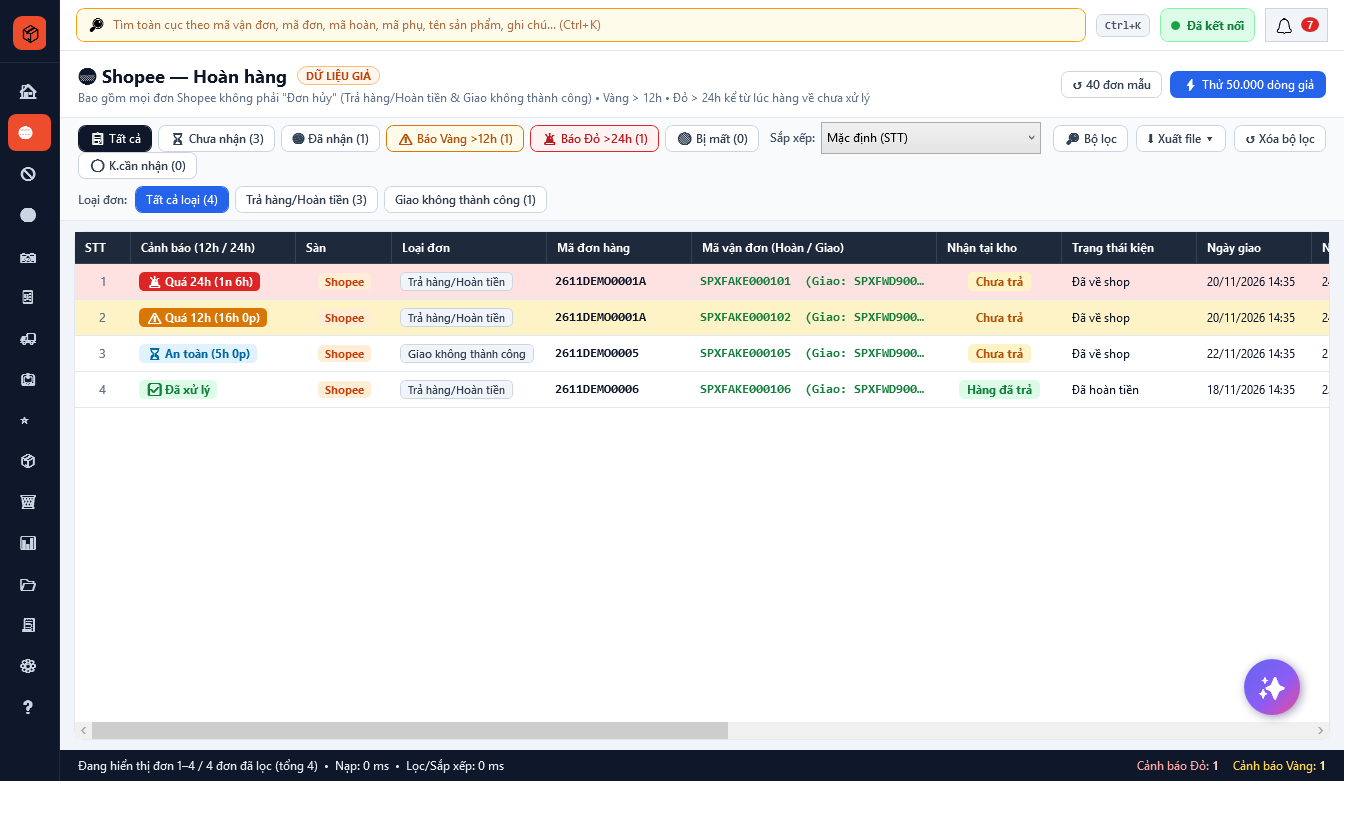 Tìm toàn cục theo mã vận đơn, mã đơn, mã hoàn, mã phụ, tên sản phẩm, ghi chú... (Ctrl+K)
Ctrl+K
Đã kết nối
7
Shopee — Hoàn hàng
DỮ LIỆU GIẢ
Bao gồm mọi đơn Shopee không phải "Đơn hủy" (Trả hàng/Hoàn tiền & Giao không thành công) • Vàng > 12h • Đỏ > 24h kể từ lúc hàng về chưa xử lý
↺ 40 đơn mẫu
Thử 50.000 dòng giả
Tất cả
Chưa nhận (3)
Đã nhận (1)
Báo Vàng >12h (1)
Báo Đỏ >24h (1)
Bị mất (0)
Sắp xếp:
Mặc định (STT)
Bộ lọc
⬇ Xuất file ▼
↺ Xóa bộ lọc
K.cần nhận (0)
Loại đơn:
Tất cả loại (4)
Trả hàng/Hoàn tiền (3)
Giao không thành công (1)
STT Cảnh báo (12h / 24h) Sàn Loại đơn Mã đơn hàng Mã vận đơn (Hoàn / Giao) Nhận tại kho Trạng thái kiện Ngày giao
1 Quá 24h (1n 6h) Shopee Trả hàng/Hoàn tiền 2611DEMO0001A SPXFAKE000101 (Giao: SPXFWD900… Chưa trả Đã về shop 20/11/2026 14:35
2 Quá 12h (16h 0p) Shopee Trả hàng/Hoàn tiền 2611DEMO0001A SPXFAKE000102 (Giao: SPXFWD900… Chưa trả Đã về shop 20/11/2026 14:35
3 An toàn (5h 0p) Shopee Giao không thành công 2611DEMO0005 SPXFAKE000105 (Giao: SPXFWD900… Chưa trả Đã về shop 22/11/2026 14:35
4 Đã xử lý Shopee Trả hàng/Hoàn tiền 2611DEMO0006 SPXFAKE000106 (Giao: SPXFWD900… Hàng đã trả Đã hoàn tiền 18/11/2026 14:35
Đang hiển thị đơn 1–4 / 4 đơn đã lọc (tổng 4) • Nạp: 0 ms • Lọc/Sắp xếp: 0 ms
Cảnh báo Đỏ: 1
Cảnh báo Vàng: 1